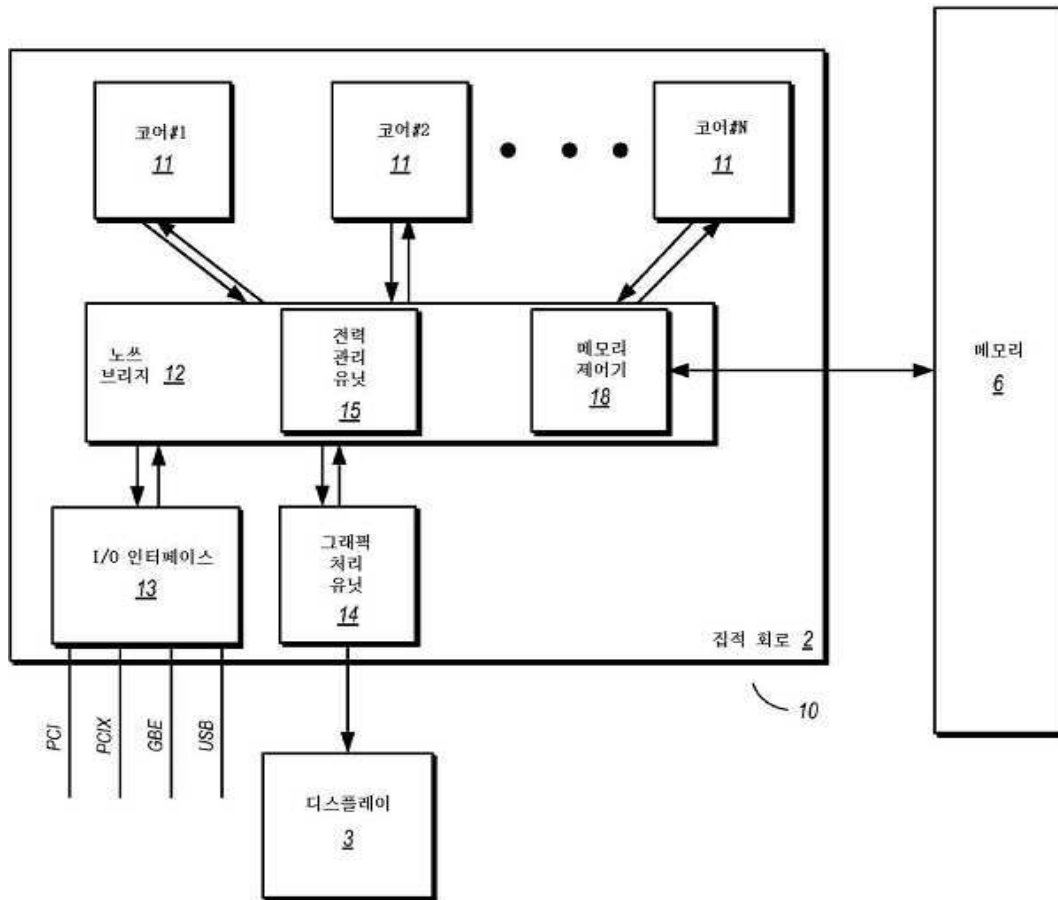 코어#1
11
코어#2
11
코어#N
11
노쓰
브리지 12
전력
관리
유닛
15
메모리
제어기
18
메모리
6
I/O 인터페이스
13
그래픽
처리
유닛
14
집적 회로 2
10
PCI
PCIX
GBE
USB
디스플레이
3